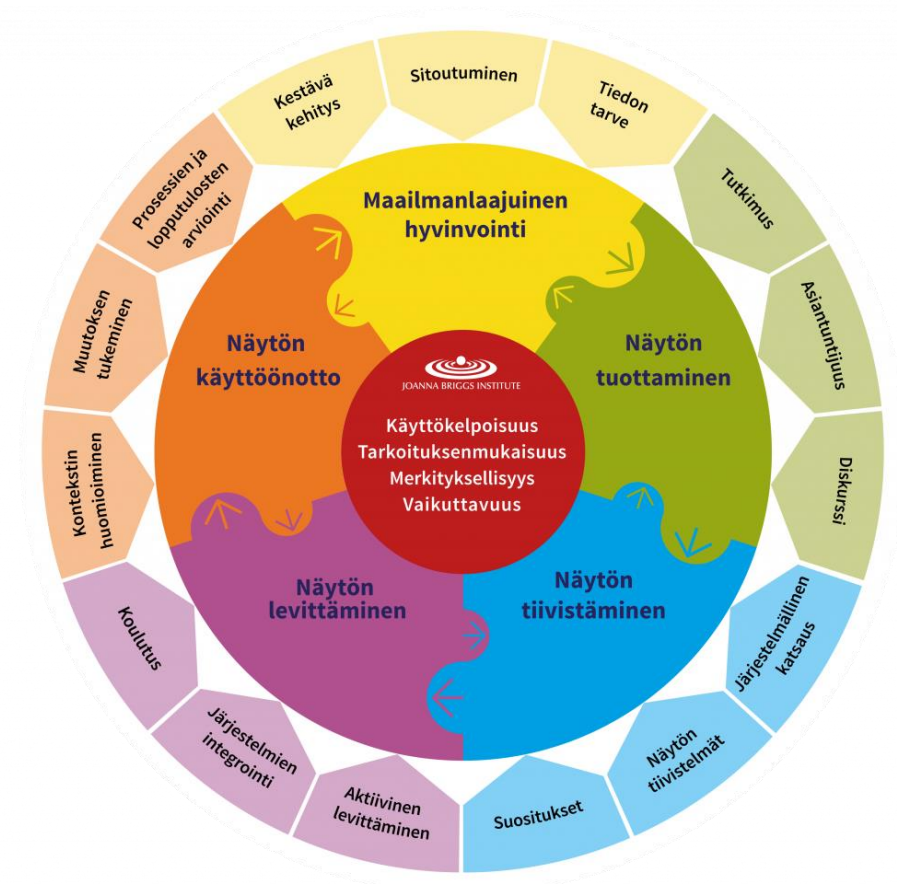 Kestävä
kehitys
Sitoutuminen
Tiedon
tarve
Tutkimus
Asiantuntijuus
Diskurssi
Järjestelmällinen
katsaus
Näytön
tiivistelmät
Suositukset
Aktiivinen
levittäminen
Järjestelmien
integrointi
Koulutus
Kontekstin
huomioiminen
Muutoksen
tukeminen
Prosessien ja
lopputulosten
arviointi
Maailmanlaajuinen
hyvinvointi
Näytön
tuottaminen
Näytön
tiivistäminen
Näytön
levittäminen
Näytön
käyttöönotto
JOANNA BRIGGS INSTITUTE
Käyttökelpoisuus
Tarkoituksenmukaisuus
Merkityksellisyys
Vaikuttavuus